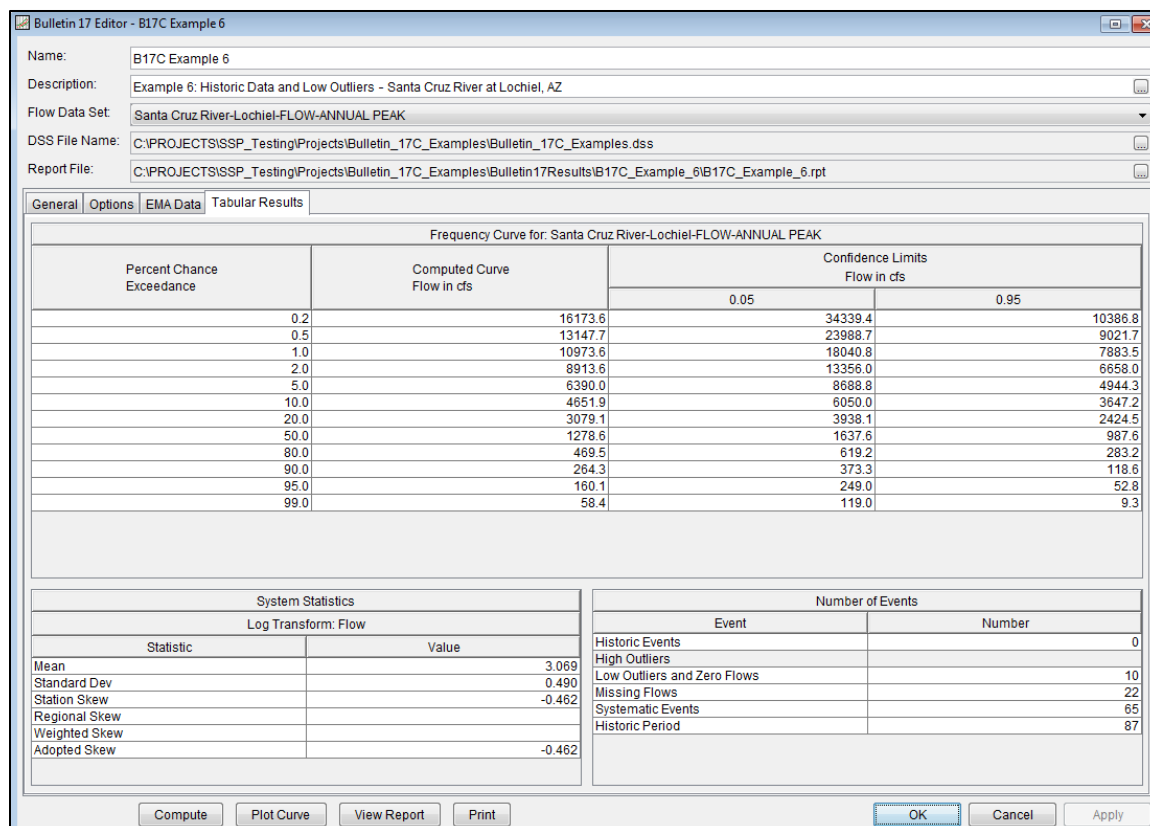 Bulletin 17 Editor - B17C Example 6
Name: B17C Example 6
Description: Example 6: Historic Data and Low Outliers - Santa Cruz River at Lochiel, AZ ...
Flow Data Set: Santa Cruz River-Lochiel-FLOW-ANNUAL PEAK
DSS File Name: C:\PROJECTS\SSP_Testing\Projects\Bulletin_17C_Examples\Bulletin_17C_Examples.dss ...
Report File: C:\PROJECTS\SSP_Testing\Projects\Bulletin_17C_Examples\Bulletin17Results\B17C_Example_6\B17C_Example_6.rpt ...
General Options EMA Data Tabular Results
Frequency Curve for: Santa Cruz River-Lochiel-FLOW-ANNUAL PEAK
Percent Chance Exceedance
Computed Curve Flow in cfs
Confidence Limits Flow in cfs
0.05 0.95
0.2 16173.6 34339.4 10386.8
0.5 13147.7 23988.7 9021.7
1.0 10973.6 18040.8 7883.5
2.0 8913.6 13356.0 6658.0
5.0 6390.0 8688.8 4944.3
10.0 4651.9 6050.0 3647.2
20.0 3079.1 3938.1 2424.5
50.0 1278.6 1637.6 987.6
80.0 469.5 619.2 283.2
90.0 264.3 373.3 118.6
95.0 160.1 249.0 52.8
99.0 58.4 119.0 9.3
System Statistics
Log Transform: Flow
Statistic Value
Mean 3.069
Standard Dev 0.490
Station Skew -0.462
Regional Skew
Weighted Skew
Adopted Skew -0.462
Number of Events
Event Number
Historic Events 0
High Outliers
Low Outliers and Zero Flows 10
Missing Flows 22
Systematic Events 65
Historic Period 87
Compute Plot Curve View Report Print OK Cancel Apply